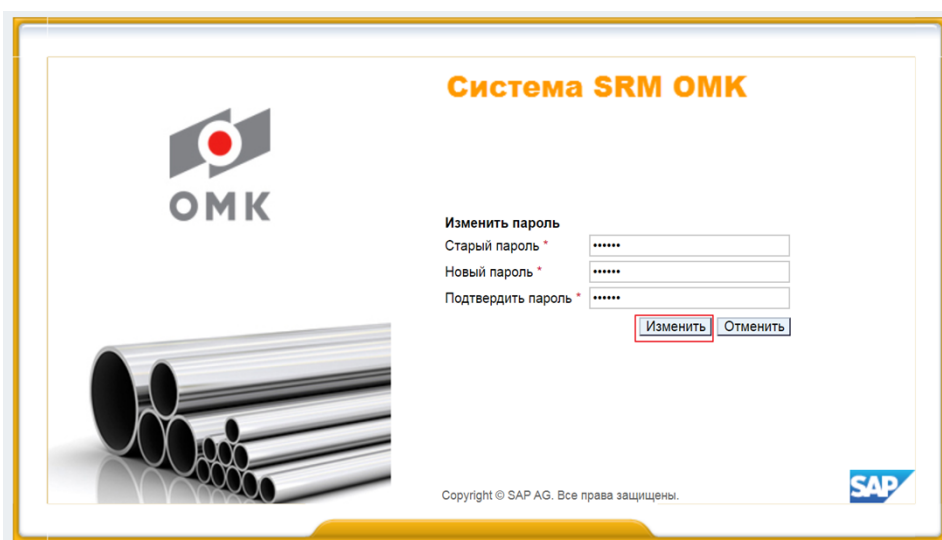 Система SRM ОМК
ОМК
Изменить пароль
Старый пароль * ••••••
Новый пароль * ••••••
Подтвердить пароль * ••••••
Изменить Отменить
Copyright © SAP AG. Все права защищены.
SAP